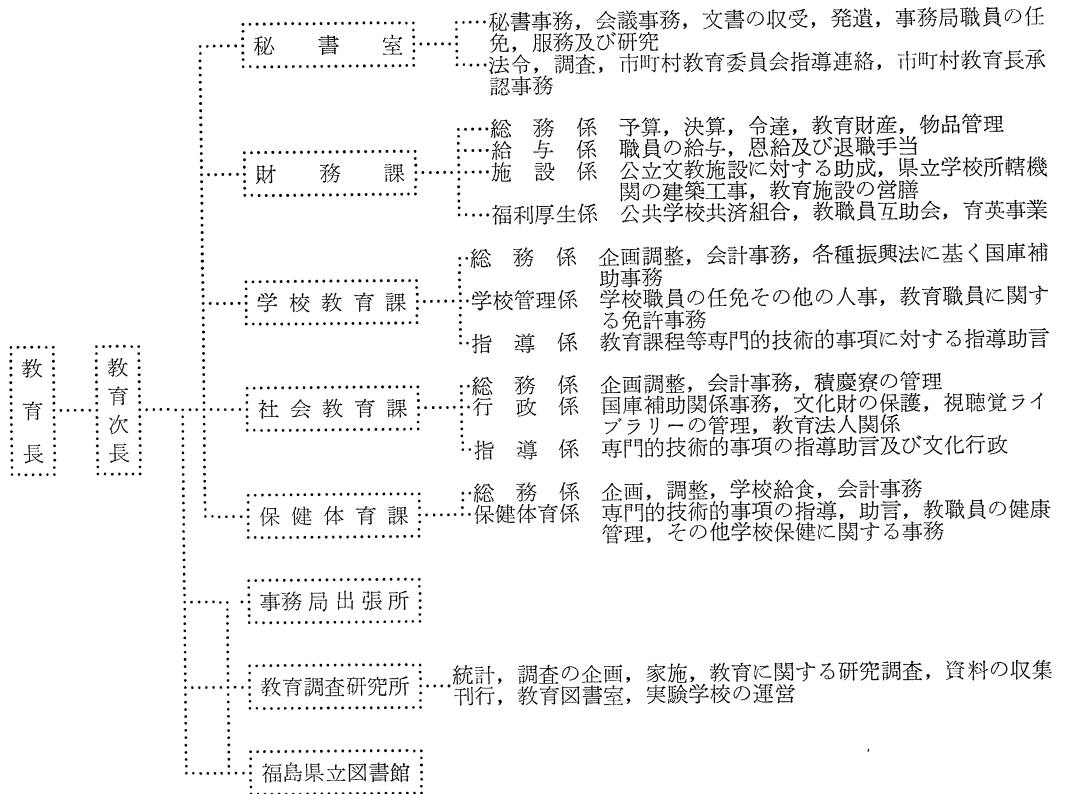 教育長
教育次長
秘書室
秘書事務，会議事務，文書の収受，発遣，事務局職員の任
免，服務及び研究
法令，調査，市町村教育委員会指導連絡，市町村教育長承
認事務
財務課
総務係　予算，決算，令達，教育財産，物品管理
給与係　職員の給与，恩給及び退職手当
施設係　公立文教施設に対する助成，県立学校所轄機
関の建築工事，教育施設の営膳
福利厚生係　公共学校共済組合，教職員互助会，育英事業
学校教育課
総務係　企画調整，会計事務，各種振興法に基く国庫補
助事務
学校管理係　学校職員の任免その他の人事，教育職員に関す
る免許事務
指導係　教育課程等専門的技術的事項に対する指導助言
社会教育課
総務係　企画調整，会計事務，積慶寮の管理
行政係　国庫補助関係事務，文化財の保護，視聴覚ライ
ブラリーの管理，教育法人関係
指導係　専門的技術的事項の指導助言及び文化行政
保健体育課
総務係　企画，調整，学校給食，会計事務
保健体育係　専門的技術的事項の指導，助言，教職員の健康
管理，その他学校保健に関する事務
事務局出張所
教育調査研究所
統計，調査の企画，家施，教育に関する研究調査，資料の収集
刊行，教育図書室，実験学校の運営
福島県立図書館